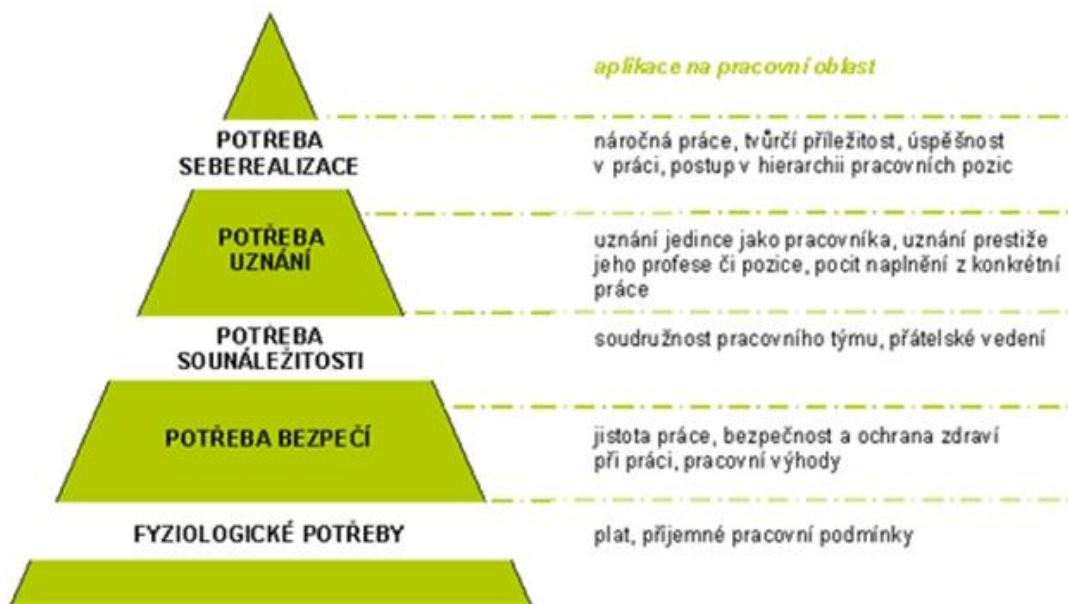 aplikace na pracovní oblast
POTŘEBA
SEBEREALIZACE
náročná práce, tvůrčí příležitost, úspěšnost
v práci, postup v hierarchii pracovních pozic
POTŘEBA
UZNÁNÍ
uznání jedince jako pracovníka, uznání prestiže
jeho profese či pozice, pocit naplnění z konkrétní
práce
POTŘEBA
SOUNÁLEŽITOSTI
soudružnost pracovního týmu, přátelské vedení
POTŘEBA BEZPEČÍ
jistota práce, bezpečnost a ochrana zdraví
při práci, pracovní výhody
FYZIOLOGICKÉ POTŘEBY
plat, příjemné pracovní podmínky